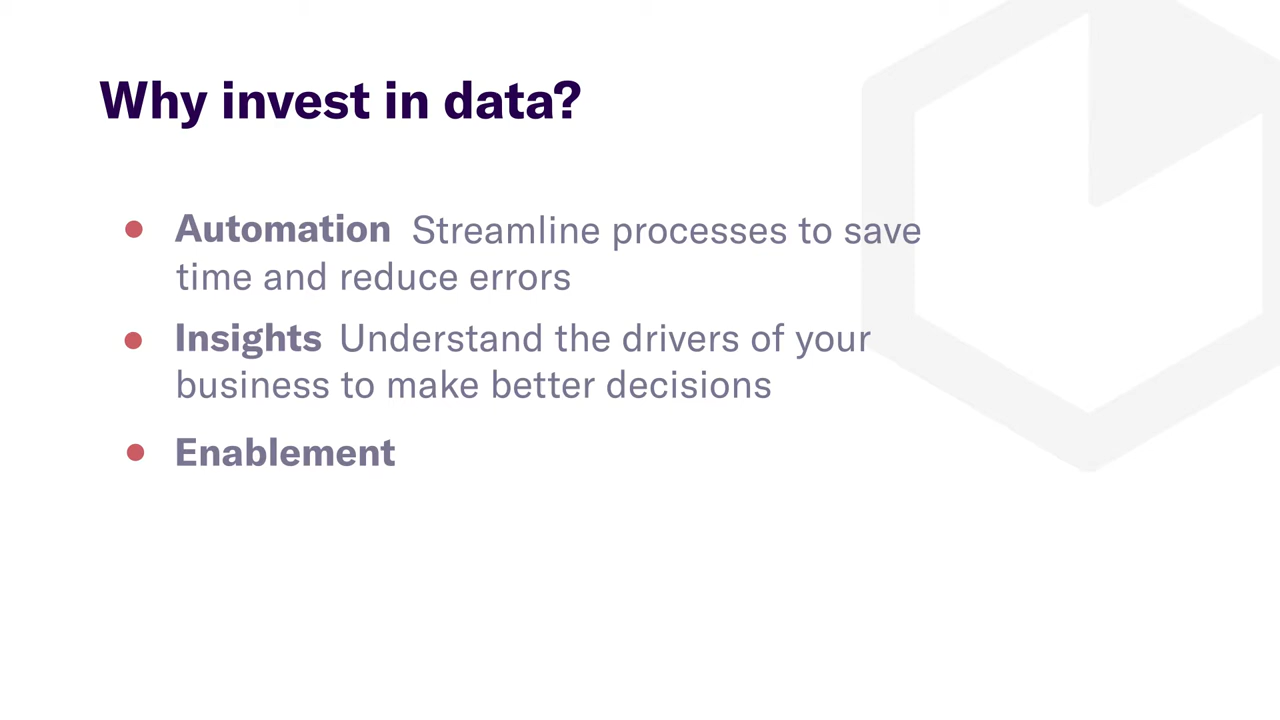 Why invest in data?
Automation Streamline processes to save
time and reduce errors
Insights Understand the drivers of your
business to make better decisions
Enablement